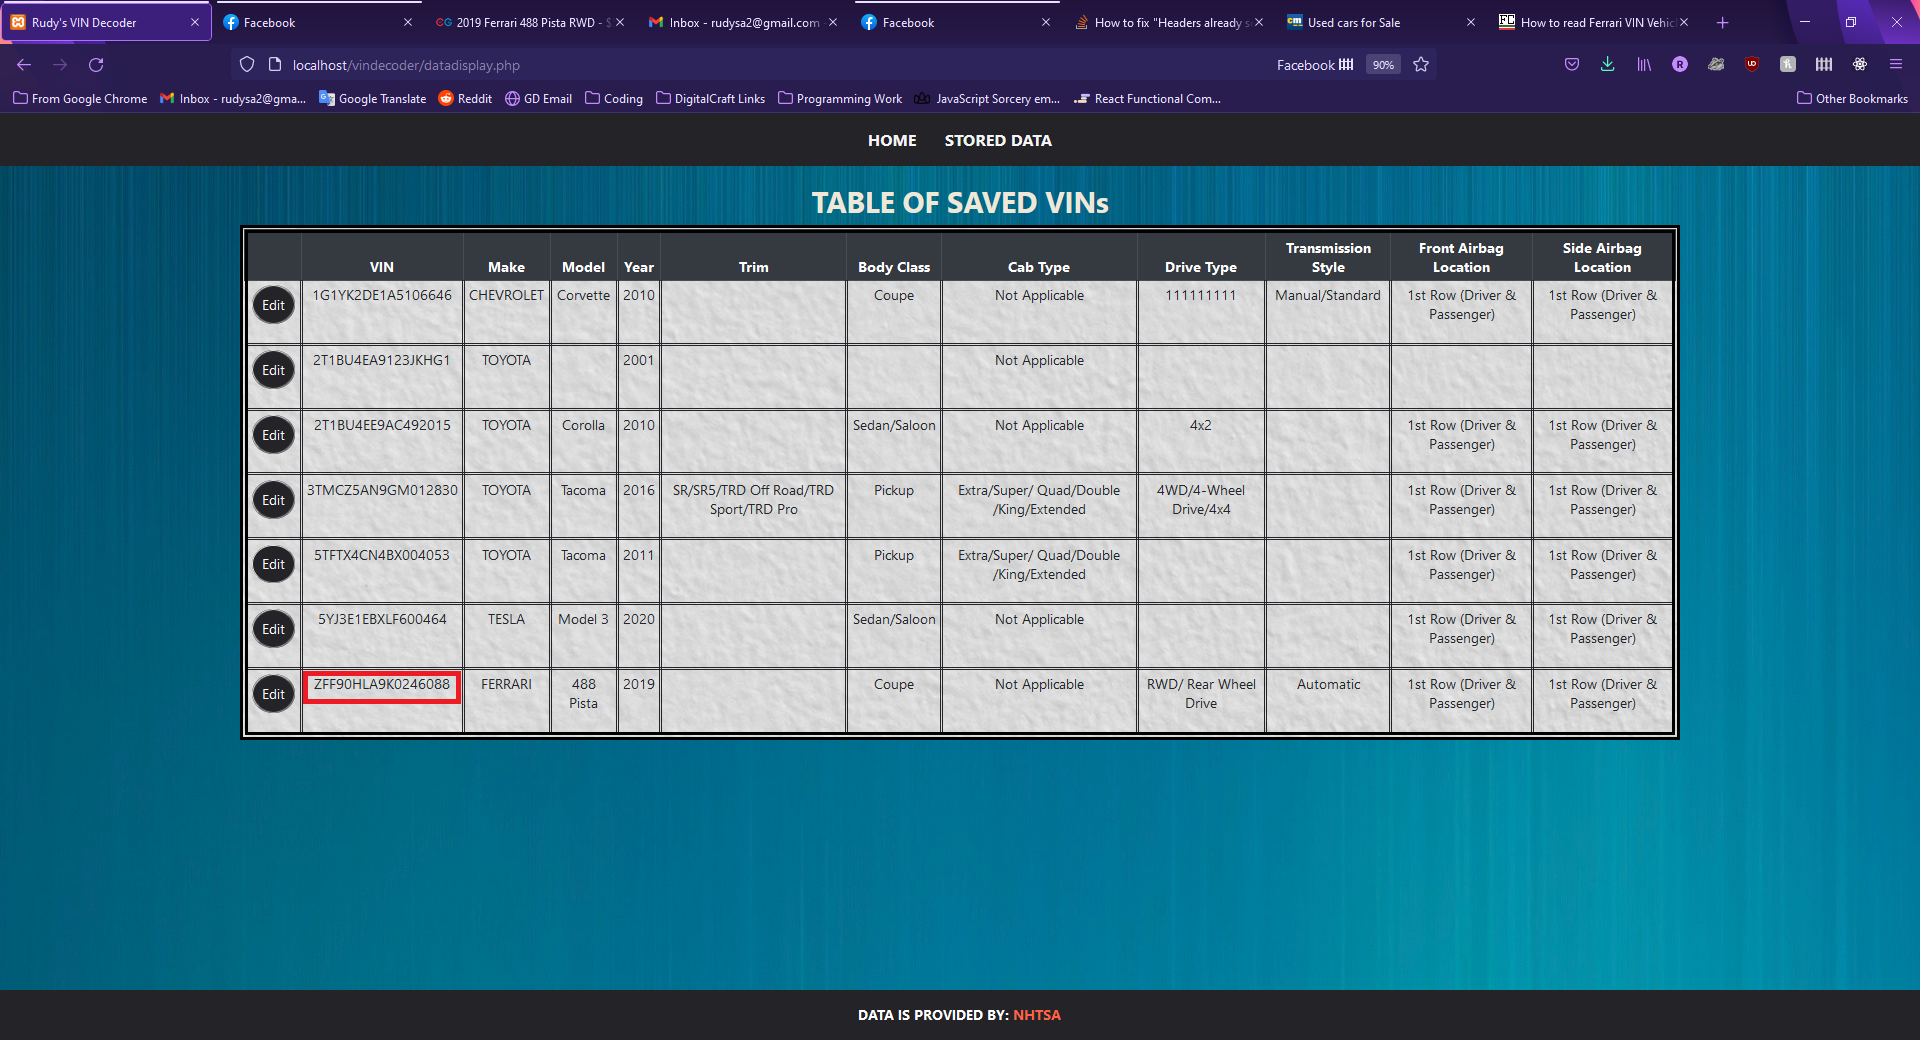 Rudy's VIN Decoder
Facebook
2019 Ferrari 488 Pista RWD - $
Inbox - rudysa2@gmail.com
Facebook
How to fix "Headers already s
Used cars for Sale
How to read Ferrari VIN Vehic
localhost/vindecoder/datadisplay.php
Facebook
90%
From Google Chrome
Inbox - rudysa2@gma...
Google Translate
Reddit
GD Email
Coding
DigitalCraft Links
Programming Work
JavaScript Sorcery em...
React Functional Com...
Other Bookmarks
HOME STORED DATA
TABLE OF SAVED VINs
VIN Make Model Year Trim Body Class Cab Type Drive Type Transmission Style Front Airbag Location Side Airbag Location
Edit 1G1YK2DE1A5106646 CHEVROLET Corvette 2010 Coupe Not Applicable 111111111 Manual/Standard 1st Row (Driver & Passenger) 1st Row (Driver & Passenger)
Edit 2T1BU4EA9123JKHG1 TOYOTA 2001 Not Applicable
Edit 2T1BU4EE9AC492015 TOYOTA Corolla 2010 Sedan/Saloon Not Applicable 4x2 1st Row (Driver & Passenger) 1st Row (Driver & Passenger)
Edit 3TMCZ5AN9GM012830 TOYOTA Tacoma 2016 SR/SR5/TRD Off Road/TRD Sport/TRD Pro Pickup Extra/Super/ Quad/Double /King/Extended 4WD/4-Wheel Drive/4x4 1st Row (Driver & Passenger) 1st Row (Driver & Passenger)
Edit 5TFTX4CN4BX004053 TOYOTA Tacoma 2011 Pickup Extra/Super/ Quad/Double /King/Extended 1st Row (Driver & Passenger) 1st Row (Driver & Passenger)
Edit 5YJ3E1EBXLF600464 TESLA Model 3 2020 Sedan/Saloon Not Applicable 1st Row (Driver & Passenger) 1st Row (Driver & Passenger)
Edit ZFF90HLA9K0246088 FERRARI 488 Pista 2019 Coupe Not Applicable RWD/ Rear Wheel Drive Automatic 1st Row (Driver & Passenger) 1st Row (Driver & Passenger)
DATA IS PROVIDED BY: NHTSA